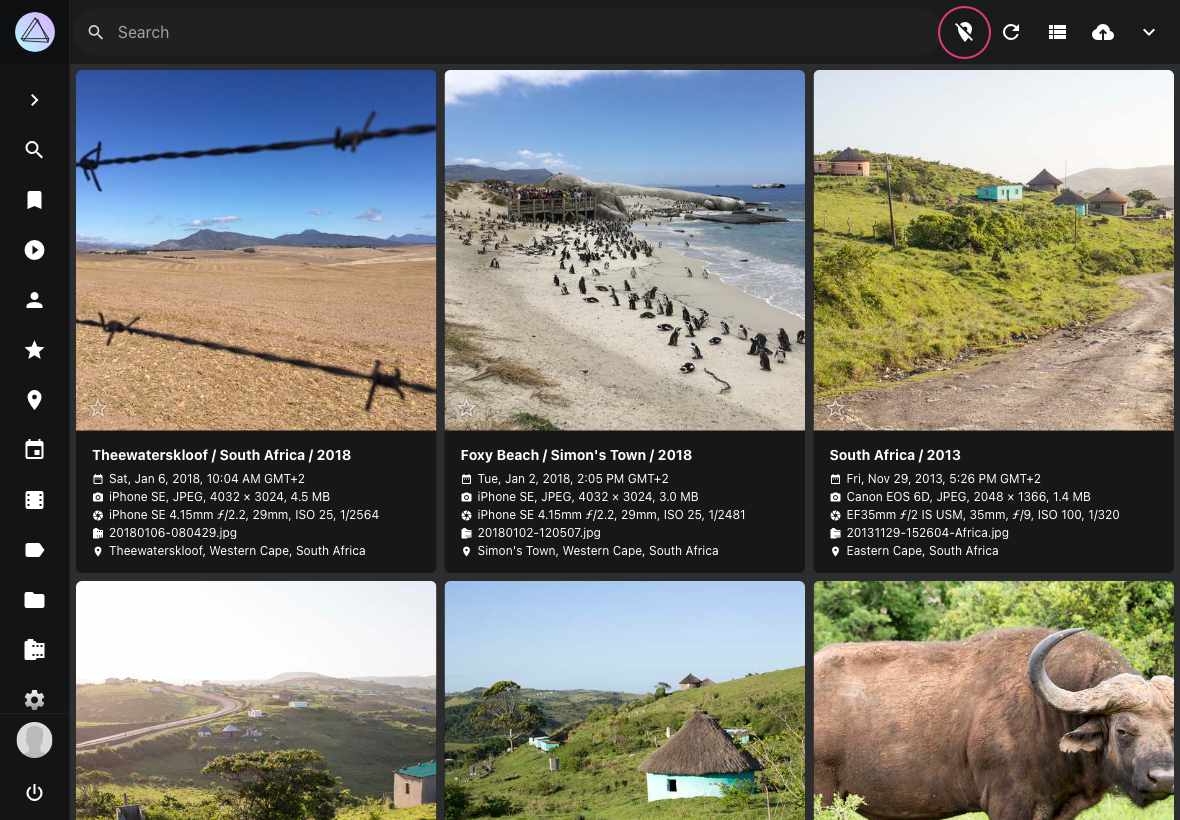 Search
Theewaterskloof / South Africa / 2018
Sat, Jan 6, 2018, 10:04 AM GMT+2
iPhone SE, JPEG, 4032 × 3024, 4.5 MB
iPhone SE 4.15mm ƒ/2.2, 29mm, ISO 25, 1/2564
20180106-080429.jpg
Theewaterskloof, Western Cape, South Africa
Foxy Beach / Simon's Town / 2018
Tue, Jan 2, 2018, 2:05 PM GMT+2
iPhone SE, JPEG, 4032 × 3024, 3.0 MB
iPhone SE 4.15mm ƒ/2.2, 29mm, ISO 25, 1/2481
20180102-120507.jpg
Simon's Town, Western Cape, South Africa
South Africa / 2013
Fri, Nov 29, 2013, 5:26 PM GMT+2
Canon EOS 6D, JPEG, 2048 × 1366, 1.4 MB
EF35mm ƒ/2 IS USM, 35mm, ƒ/9, ISO 100, 1/320
20131129-152604-Africa.jpg
Eastern Cape, South Africa